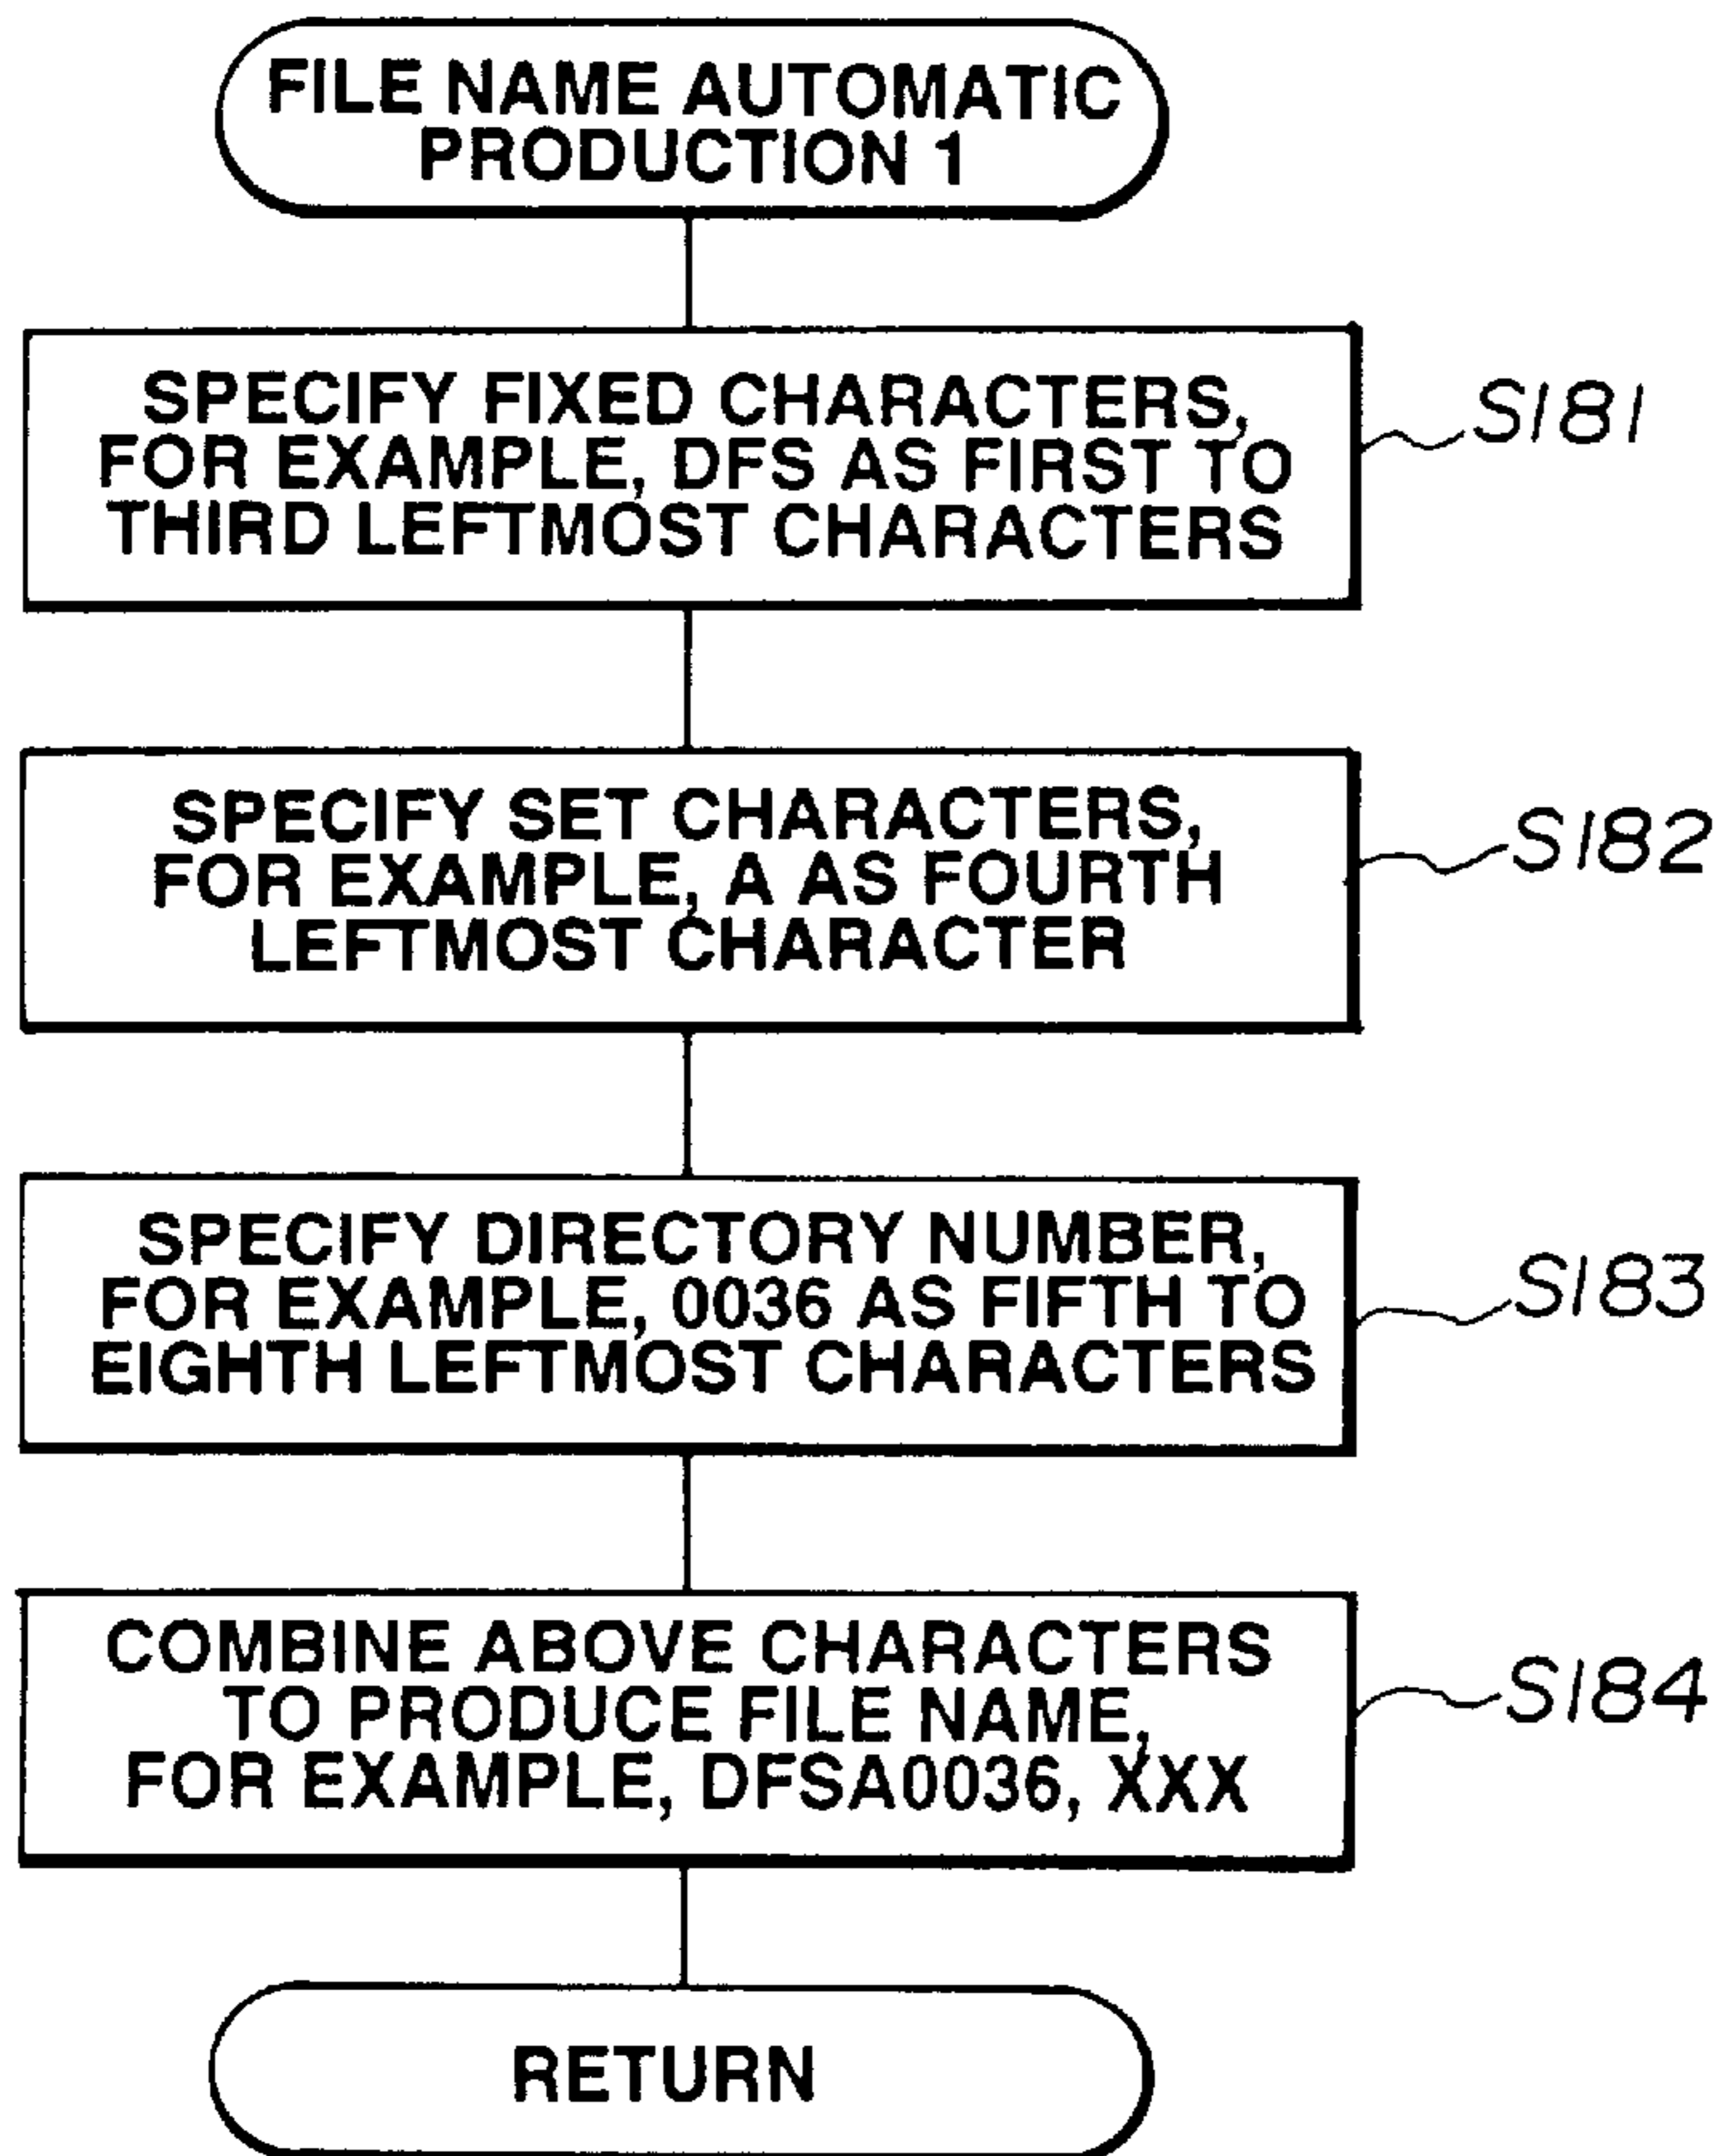 FILE NAME AUTOMATIC
PRODUCTION 1
SPECIFY FIXED CHARACTERS,
FOR EXAMPLE, DFS AS FIRST TO
THIRD LEFTMOST CHARACTERS
S181
SPECIFY SET CHARACTERS,
FOR EXAMPLE, A AS FOURTH
LEFTMOST CHARACTER
S182
SPECIFY DIRECTORY NUMBER,
FOR EXAMPLE, 0036 AS FIFTH TO
EIGHTH LEFTMOST CHARACTERS
S183
COMBINE ABOVE CHARACTERS
TO PRODUCE FILE NAME,
FOR EXAMPLE, DFSA0036, XXX
S184
RETURN